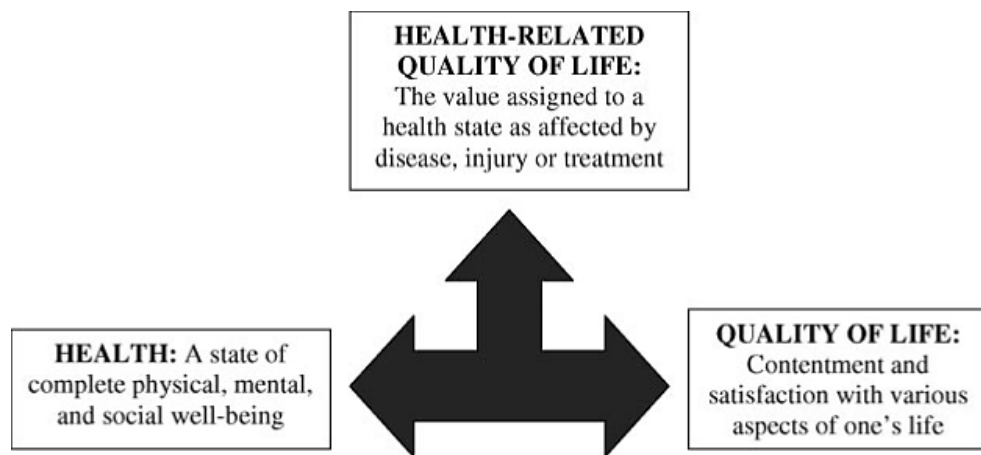 HEALTH-RELATED
QUALITY OF LIFE:
The value assigned to a
health state as affected by
disease, injury or treatment
HEALTH: A state of
complete physical, mental,
and social well-being
QUALITY OF LIFE:
Contentment and
satisfaction with various
aspects of one's life